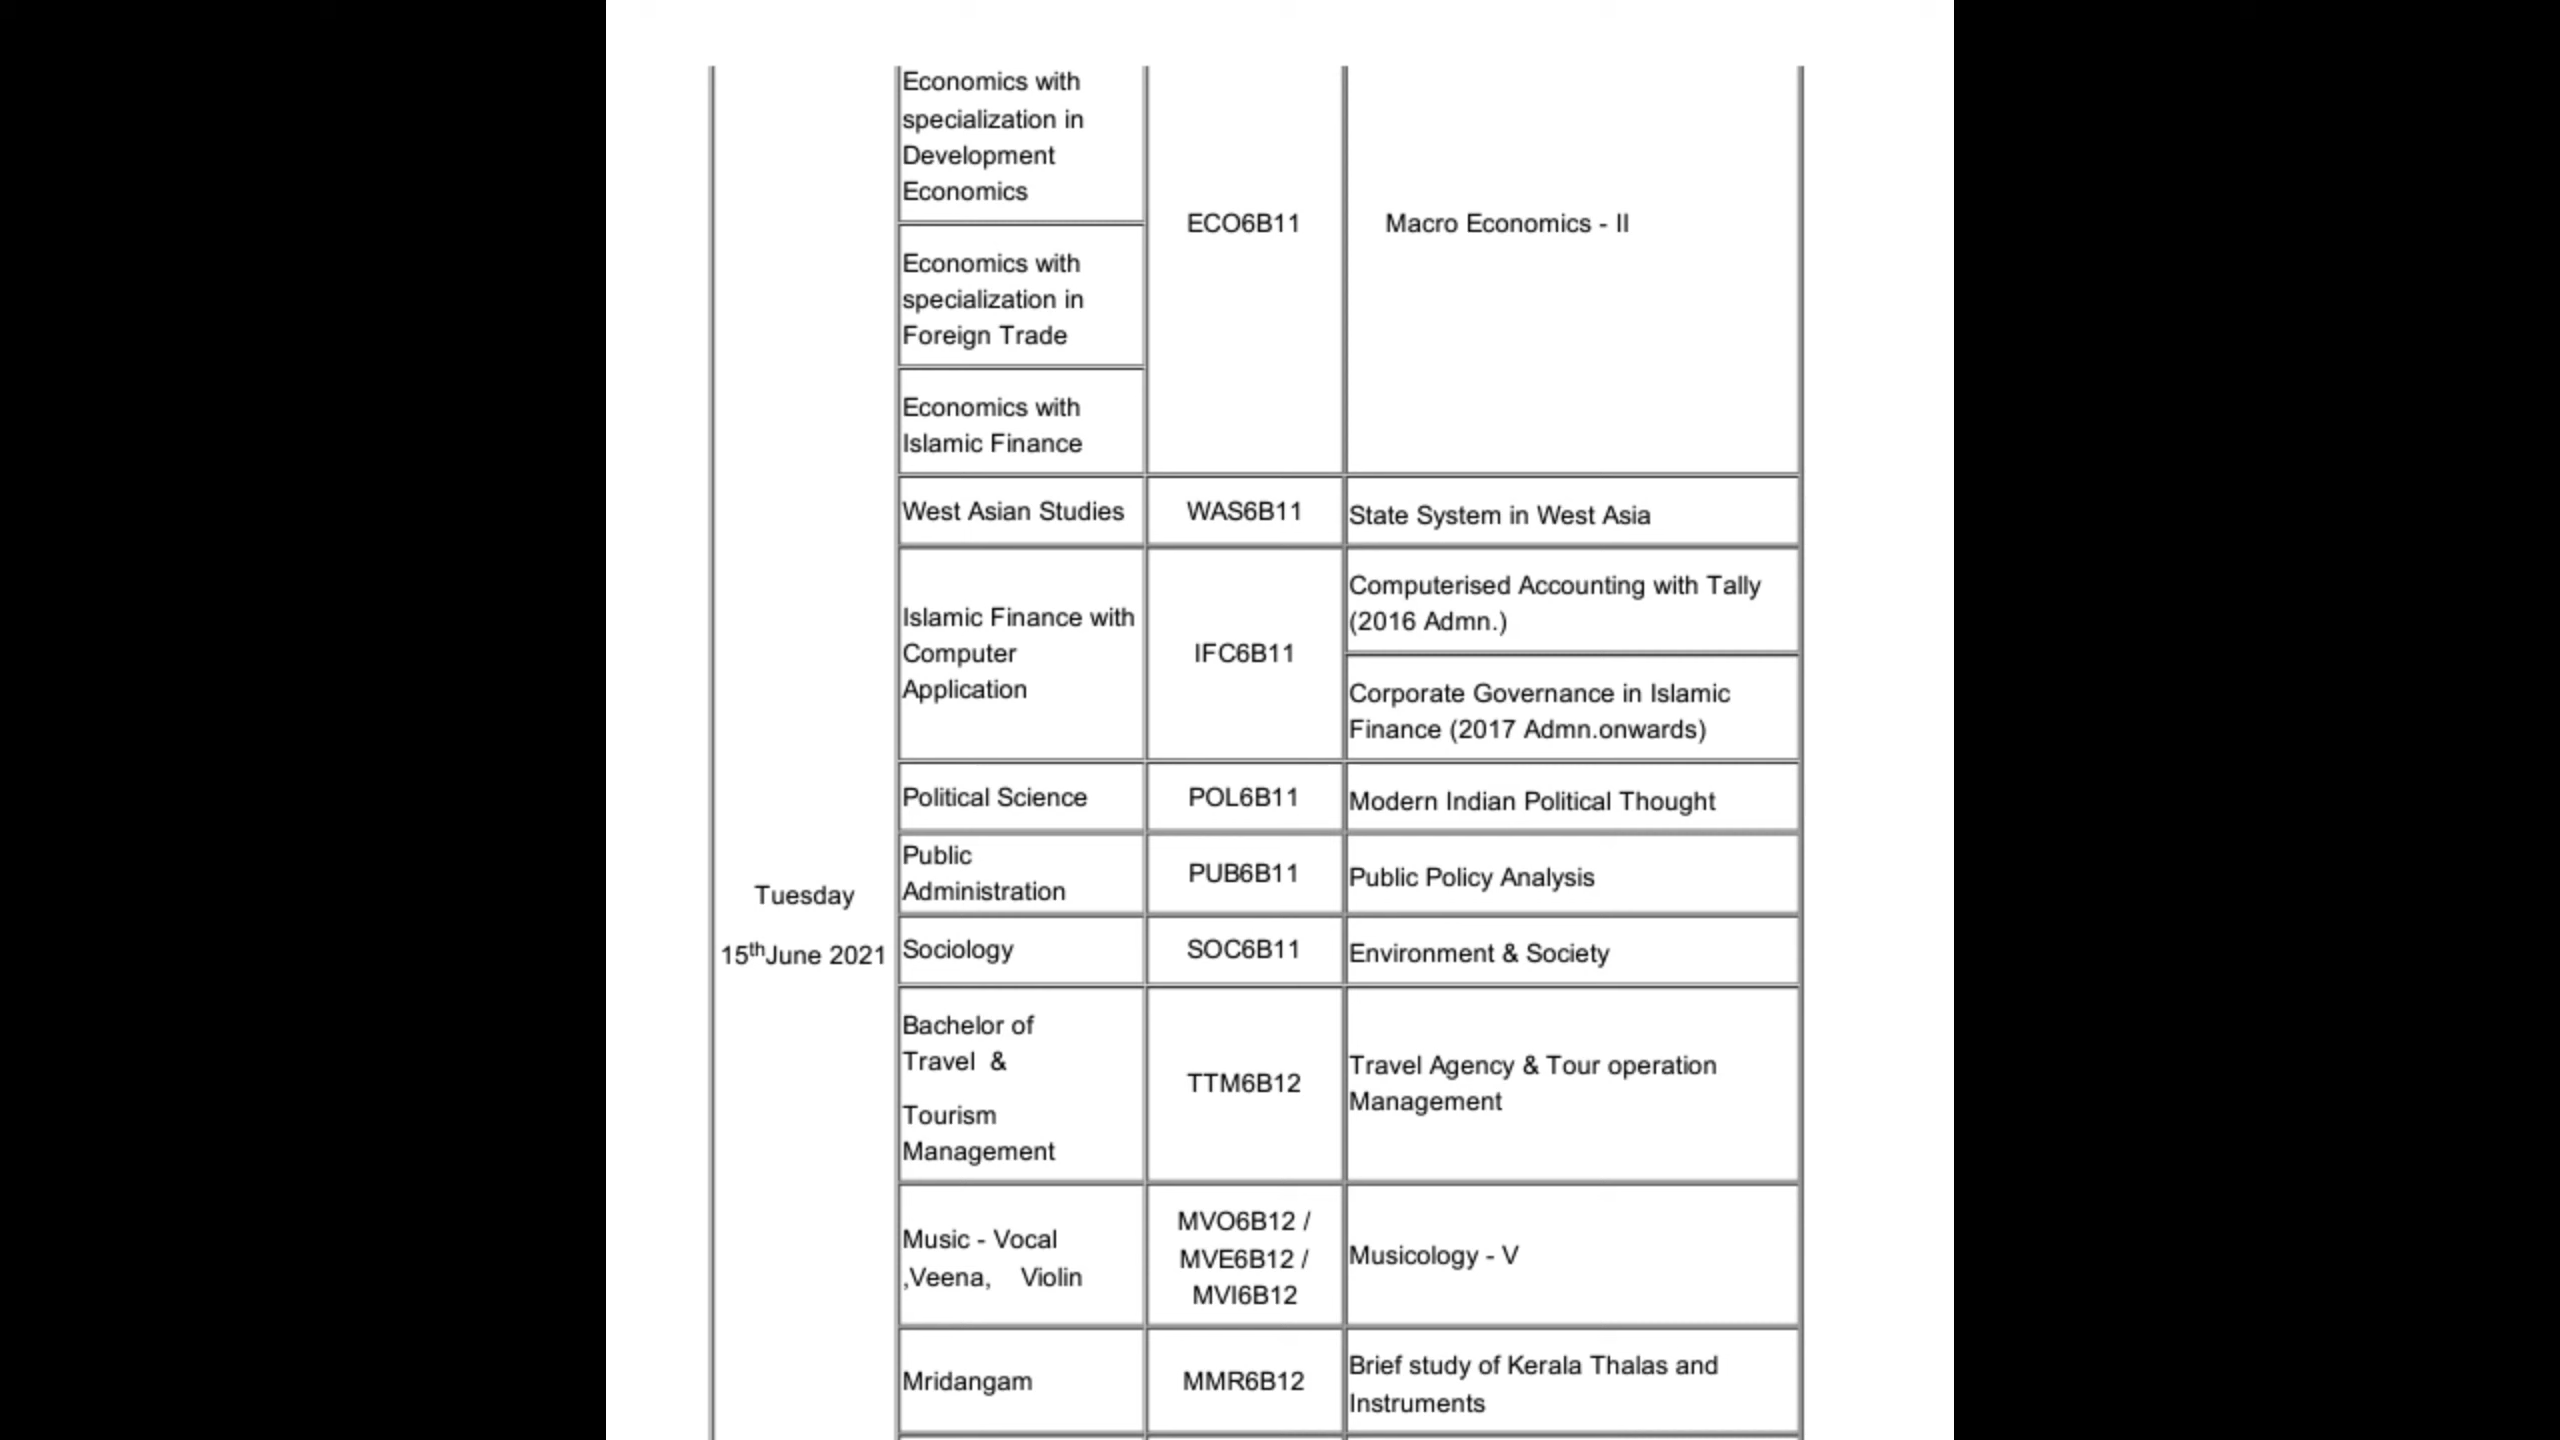 Economics with
specialization in
Development
Economics
ECO6B11
Macro Economics - II
Economics with
specialization in
Foreign Trade
Economics with
Islamic Finance
West Asian Studies
WAS6B11
State System in West Asia
Islamic Finance with
Computer
Application
IFC6B11
Computerised Accounting with Tally
(2016 Admn.)
Corporate Governance in Islamic
Finance (2017 Admn.onwards)
Political Science
POL6B11
Modern Indian Political Thought
Public
Administration
PUB6B11
Public Policy Analysis
Tuesday
15thJune 2021
Sociology
SOC6B11
Environment & Society
Bachelor of
Travel &
Tourism
Management
TTM6B12
Travel Agency & Tour operation
Management
Music - Vocal
,Veena, Violin
MVO6B12 /
MVE6B12 /
MVI6B12
Musicology - V
Mridangam
MMR6B12
Brief study of Kerala Thalas and
Instruments